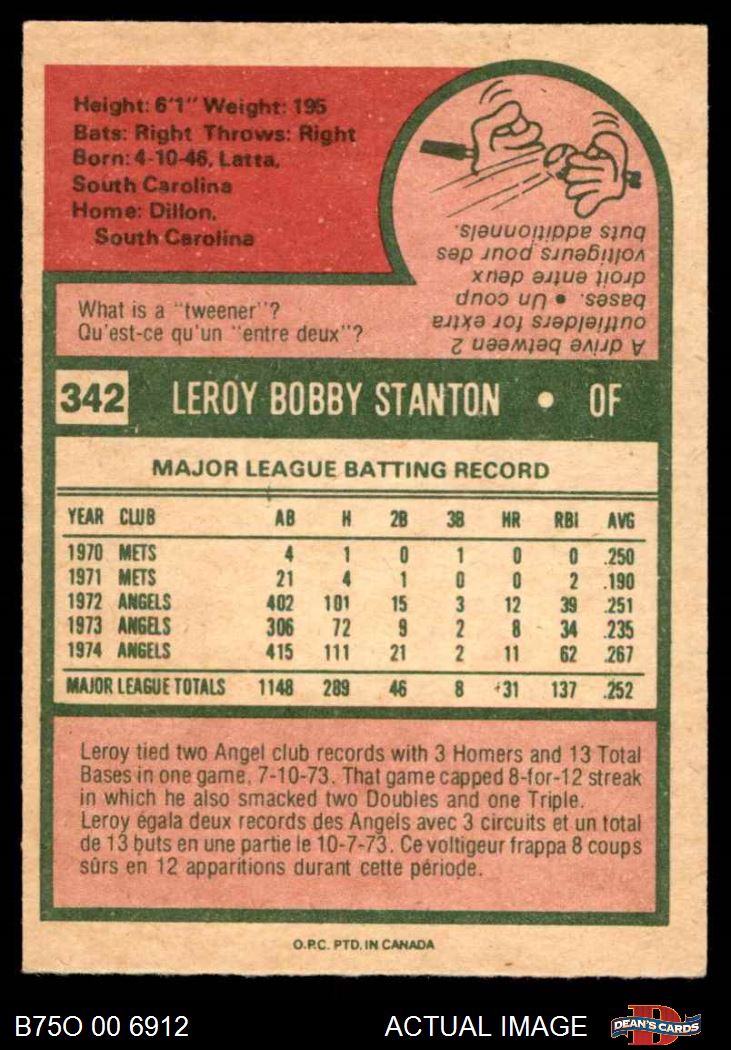 Height: 6'1" Weight: 195
Bats: Right Throws: Right
Born: 4-10-46, Latta,
South Carolina
Home: Dillon,
South Carolina
What is a "tweener"?
Qu'est-ce qu'un "entre deux"?
A drive between 2
outfielders for extra
bases. • Un coup
droit entre deux
voltigeurs pour des
buts additionnels.
342 LEROY BOBBY STANTON • OF
MAJOR LEAGUE BATTING RECORD
YEAR CLUB AB H 2B 3B HR RBI AVG
1970 METS 4 1 0 1 0 0 .250
1971 METS 21 4 1 0 0 2 .190
1972 ANGELS 402 101 15 3 12 39 .251
1973 ANGELS 306 72 9 2 8 34 .235
1974 ANGELS 415 111 21 2 11 62 .267
MAJOR LEAGUE TOTALS 1148 289 46 8 31 137 .252
Leroy tied two Angel club records with 3 Homers and 13 Total
Bases in one game, 7-10-73. That game capped 8-for-12 streak
in which he also smacked two Doubles and one Triple.
Leroy égala deux records des Angels avec 3 circuits et un total
de 13 buts en une partie le 10-7-73. Ce voltigeur frappa 8 coups
sûrs en 12 apparitions durant cette période.
O.P.C. PTD. IN CANADA
B75O 00 6912 ACTUAL IMAGE DEAN'S CARDS